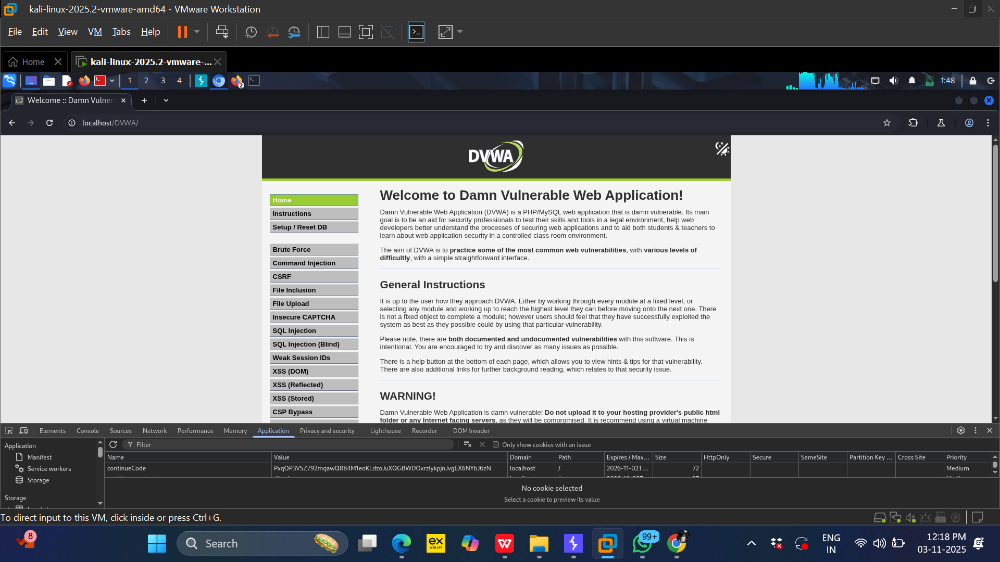 kali-linux-2025.2-vmware-amd64 - VMware Workstation
File Edit View VM Tabs Help
Home
kali-linux-2025.2-vmware-...
1 2 3 4
2
1:48
Welcome :: Damn Vulner
localhost/DVWA/
DVWA
Home
Instructions
Setup / Reset DB
Brute Force
Command Injection
CSRF
File Inclusion
File Upload
Insecure CAPTCHA
SQL Injection
SQL Injection (Blind)
Weak Session IDs
XSS (DOM)
XSS (Reflected)
XSS (Stored)
CSP Bypass
Welcome to Damn Vulnerable Web Application!
Damn Vulnerable Web Application (DVWA) is a PHP/MySQL web application that is damn vulnerable. Its main
goal is to be an aid for security professionals to test their skills and tools in a legal environment, help web
developers better understand the processes of securing web applications and to aid both students & teachers to
learn about web application security in a controlled class room environment.
The aim of DVWA is to practice some of the most common web vulnerabilities, with various levels of
difficultly, with a simple straightforward interface.
General Instructions
It is up to the user how they approach DVWA. Either by working through every module at a fixed level, or
selecting any module and working up to reach the highest level they can before moving onto the next one. There
is not a fixed object to complete a module; however users should feel that they have successfully exploited the
system as best as they possible could by using that particular vulnerability.
Please note, there are both documented and undocumented vulnerabilities with this software. This is
intentional. You are encouraged to try and discover as many issues as possible.
There is a help button at the bottom of each page, which allows you to view hints & tips for that vulnerability.
There are also additional links for further background reading, which relates to that security issue.
WARNING!
Damn Vulnerable Web Application is damn vulnerable! Do not upload it to your hosting provider's public html
folder or any Internet facing servers, as they will be compromised. It is recommend using a virtual machine
Elements Console Sources Network Performance Memory Application Privacy and security Lighthouse Recorder DOM Invader
Application
Manifest
Service workers
Storage
Storage
Filter
Only show cookies with an issue
Name Value Domain Path Expires / Max... Size HttpOnly Secure SameSite Partition Key ... Cross Site Priority
continueCode PxqOP3V5Z792mqawQR84M1eoKLdzoJuXQGBWDOxrzlykpjnJvgEX6NYbJ6zN localhost / 2026-11-02T... 72 Medium
No cookie selected
Select a cookie to preview its value
To direct input to this VM, click inside or press Ctrl+G.
8
Search
ex
WEB APP
99+
ENG
IN
12:18 PM
03-11-2025